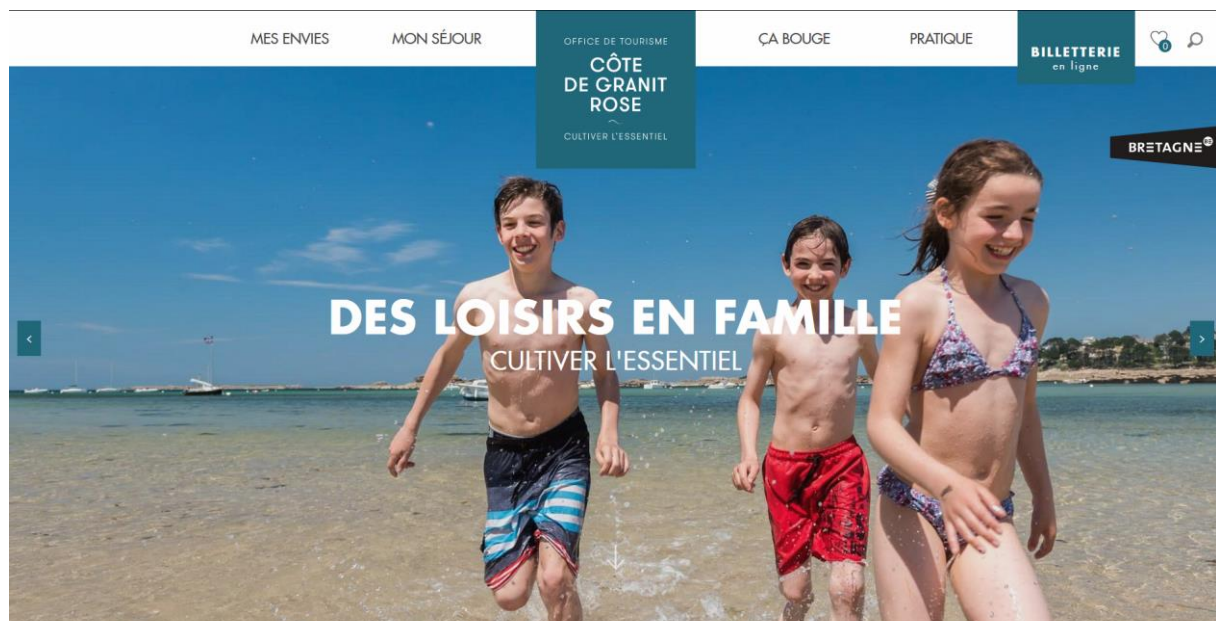 MES ENVIES
MON SÉJOUR
OFFICE DE TOURISME
CÔTE
DE GRANIT
ROSE
CULTIVER L'ESSENTIEL
ÇA BOUGE
PRATIQUE
BILLETTERIE
en ligne
0
BRETAGNE
DES LOISIRS EN FAMILLE
CULTIVER L'ESSENTIEL